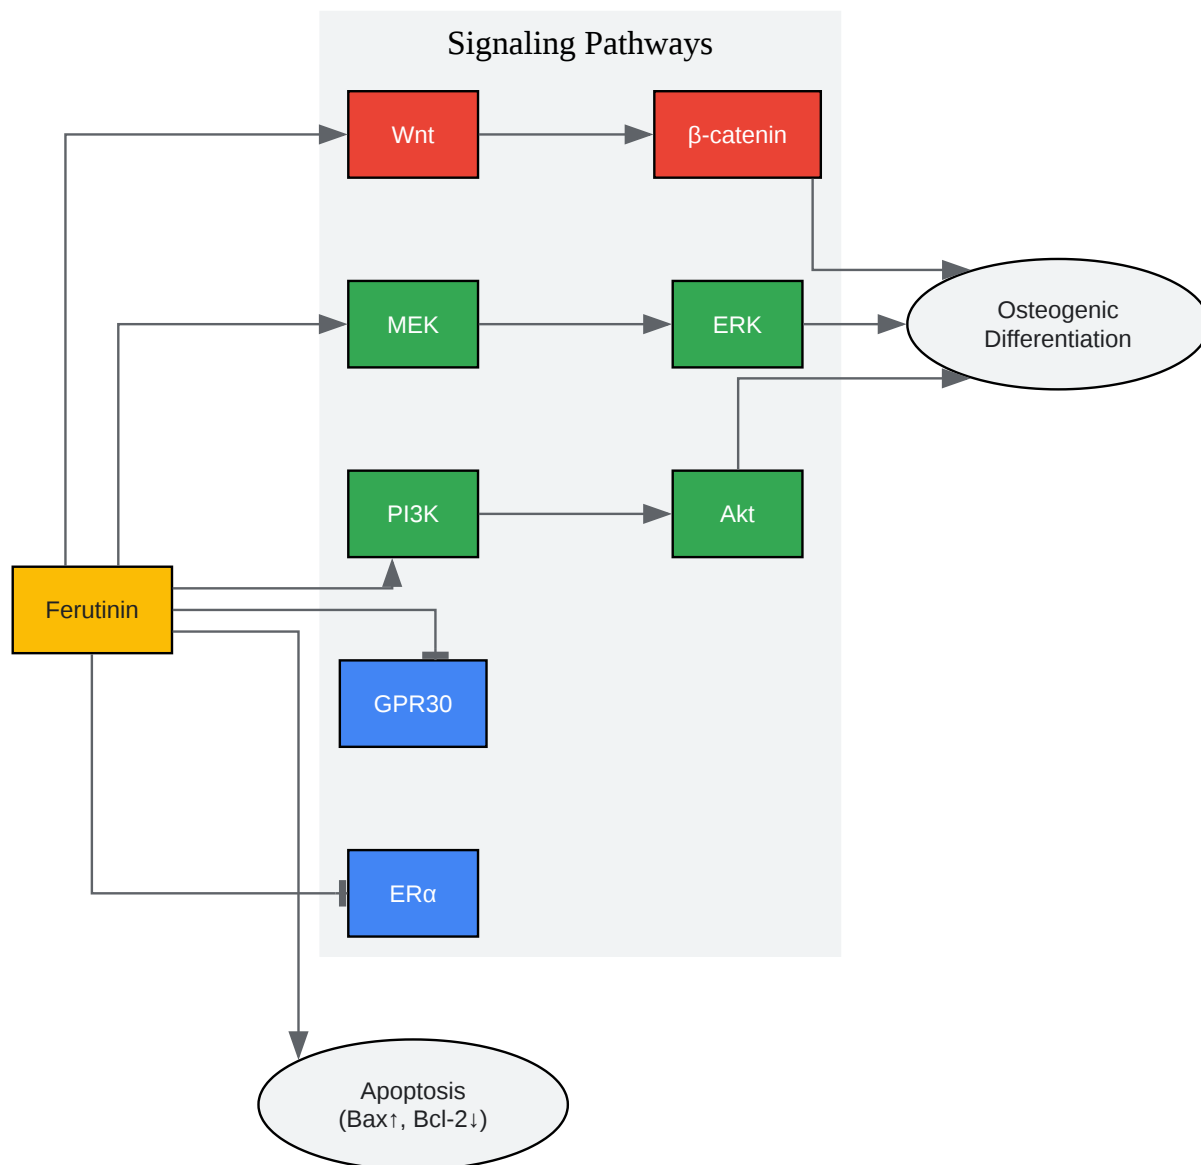 Signaling Pathways
Wnt
β-catenin
MEK
ERK
Osteogenic
Differentiation
PI3K
Akt
Ferutinin
GPR30
ERα
Apoptosis
(Bax↑, Bcl-2↓)